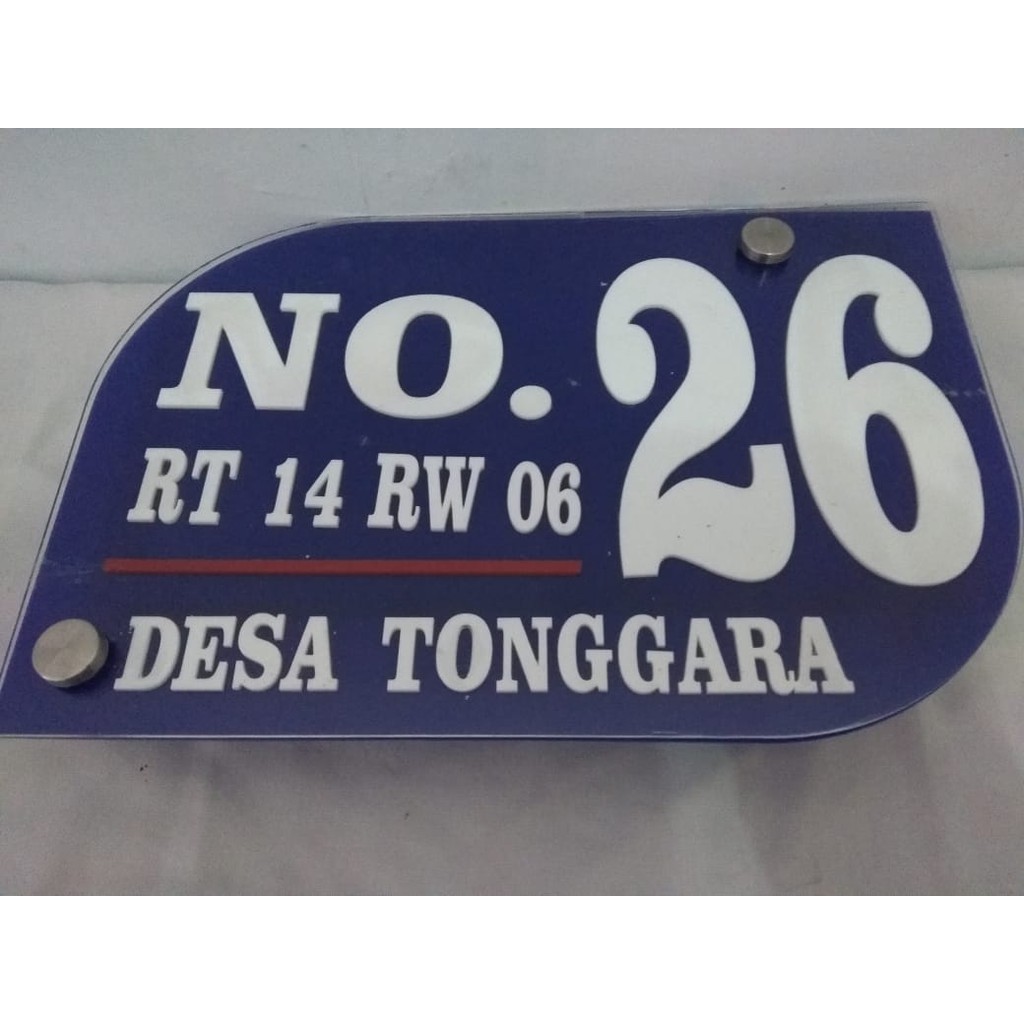 NO. 26
RT 14 RW 06
DESA TONGGARA